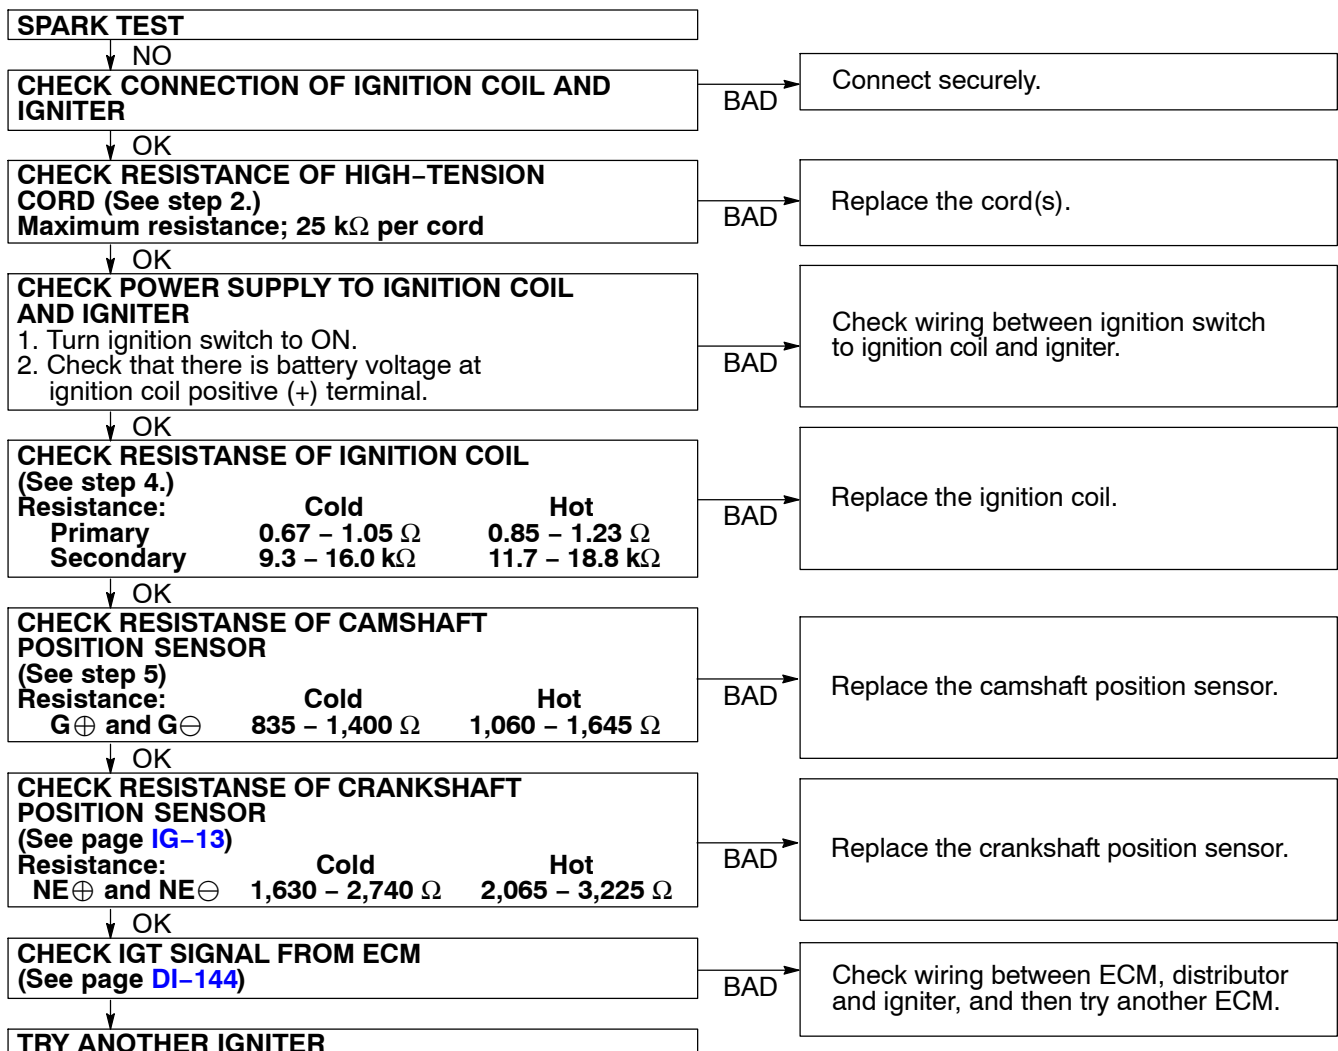 SPARK TEST
NO
CHECK CONNECTION OF IGNITION COIL AND
IGNITER
BAD
Connect securely.
OK
CHECK RESISTANCE OF HIGH–TENSION
CORD (See step 2.)
Maximum resistance; 25 kΩ per cord
BAD
Replace the cord(s).
OK
CHECK POWER SUPPLY TO IGNITION COIL
AND IGNITER
1. Turn ignition switch to ON.
2. Check that there is battery voltage at
ignition coil positive (+) terminal.
BAD
Check wiring between ignition switch
to ignition coil and igniter.
OK
CHECK RESISTANSE OF IGNITION COIL
(See step 4.)
Resistance: Cold Hot
Primary 0.67 – 1.05 Ω 0.85 – 1.23 Ω
Secondary 9.3 – 16.0 kΩ 11.7 – 18.8 kΩ
BAD
Replace the ignition coil.
OK
CHECK RESISTANSE OF CAMSHAFT
POSITION SENSOR
(See step 5)
Resistance: Cold Hot
G⊕ and G⊖ 835 – 1,400 Ω 1,060 – 1,645 Ω
BAD
Replace the camshaft position sensor.
OK
CHECK RESISTANSE OF CRANKSHAFT
POSITION SENSOR
(See page IG–13)
Resistance: Cold Hot
NE⊕ and NE⊖ 1,630 – 2,740 Ω 2,065 – 3,225 Ω
BAD
Replace the crankshaft position sensor.
OK
CHECK IGT SIGNAL FROM ECM
(See page DI–144)
BAD
Check wiring between ECM, distributor
and igniter, and then try another ECM.
TRY ANOTHER IGNITER